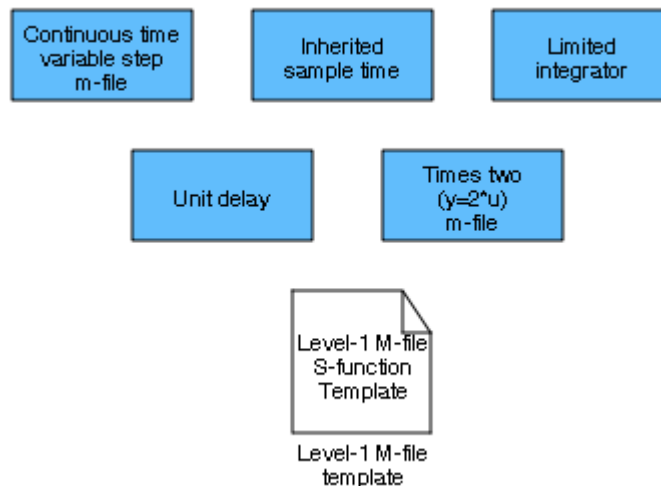 Continuous time
variable step
m-file
Inherited
sample time
Limited
integrator
Unit delay
Times two
(y=2*u)
m-file
Level-1 M-file
S-function
Template
Level-1 M-file
template